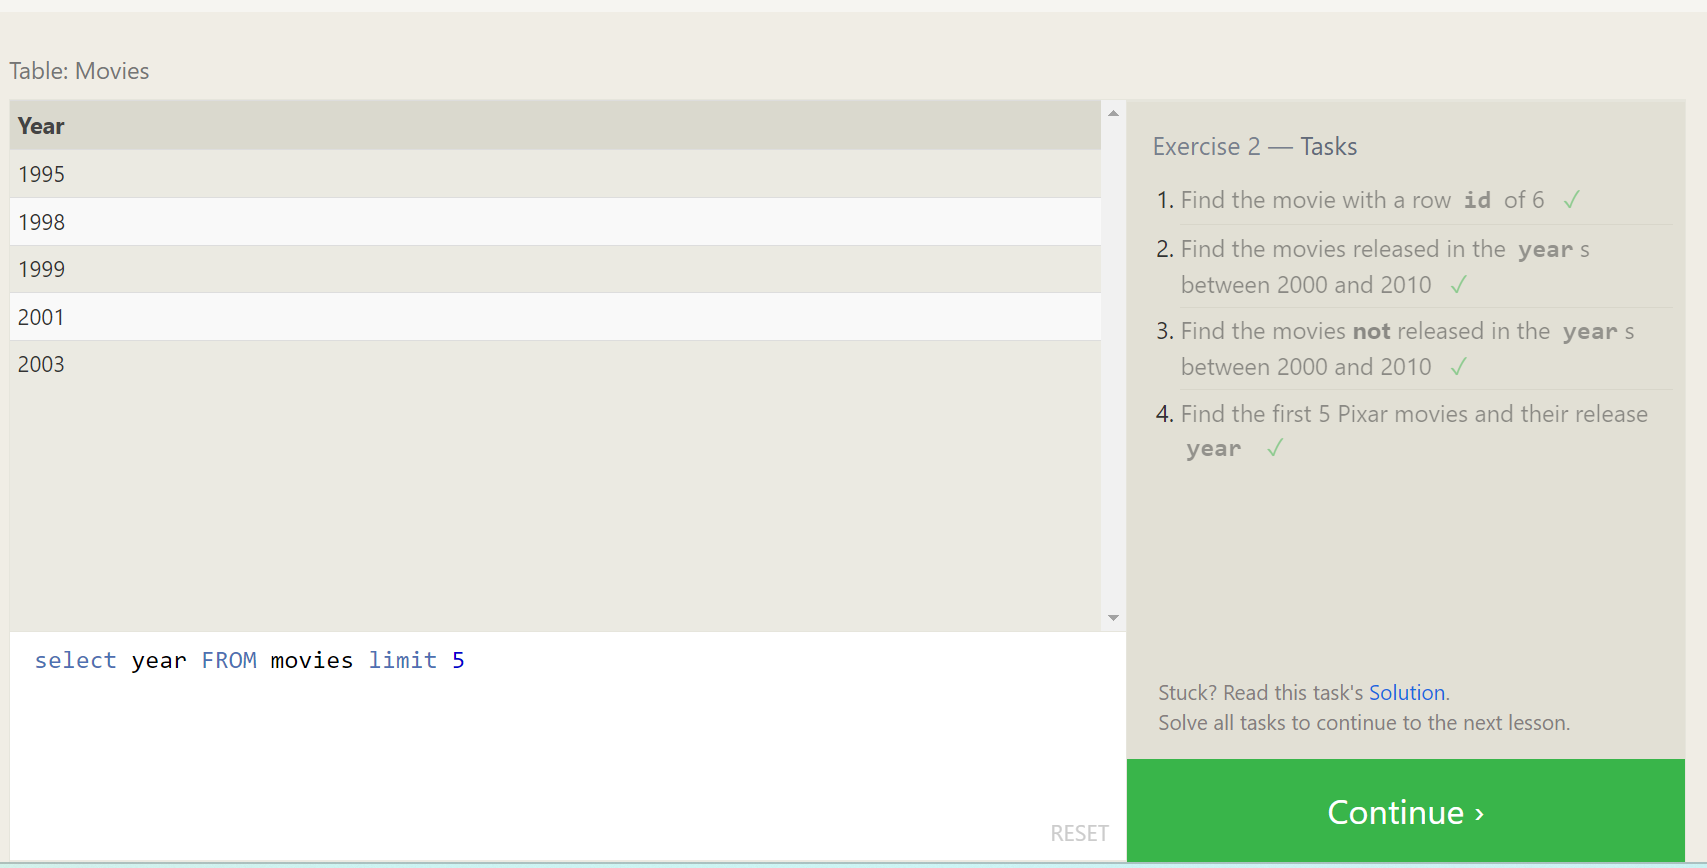 Table: Movies
Year
1995
1998
1999
2001
2003
select year FROM movies limit 5
RESET
Exercise 2 — Tasks
1. Find the movie with a row id of 6 ✓
2. Find the movies released in the year s
between 2000 and 2010 ✓
3. Find the movies not released in the year s
between 2000 and 2010 ✓
4. Find the first 5 Pixar movies and their release
year ✓
Stuck? Read this task's Solution.
Solve all tasks to continue to the next lesson.
Continue ›